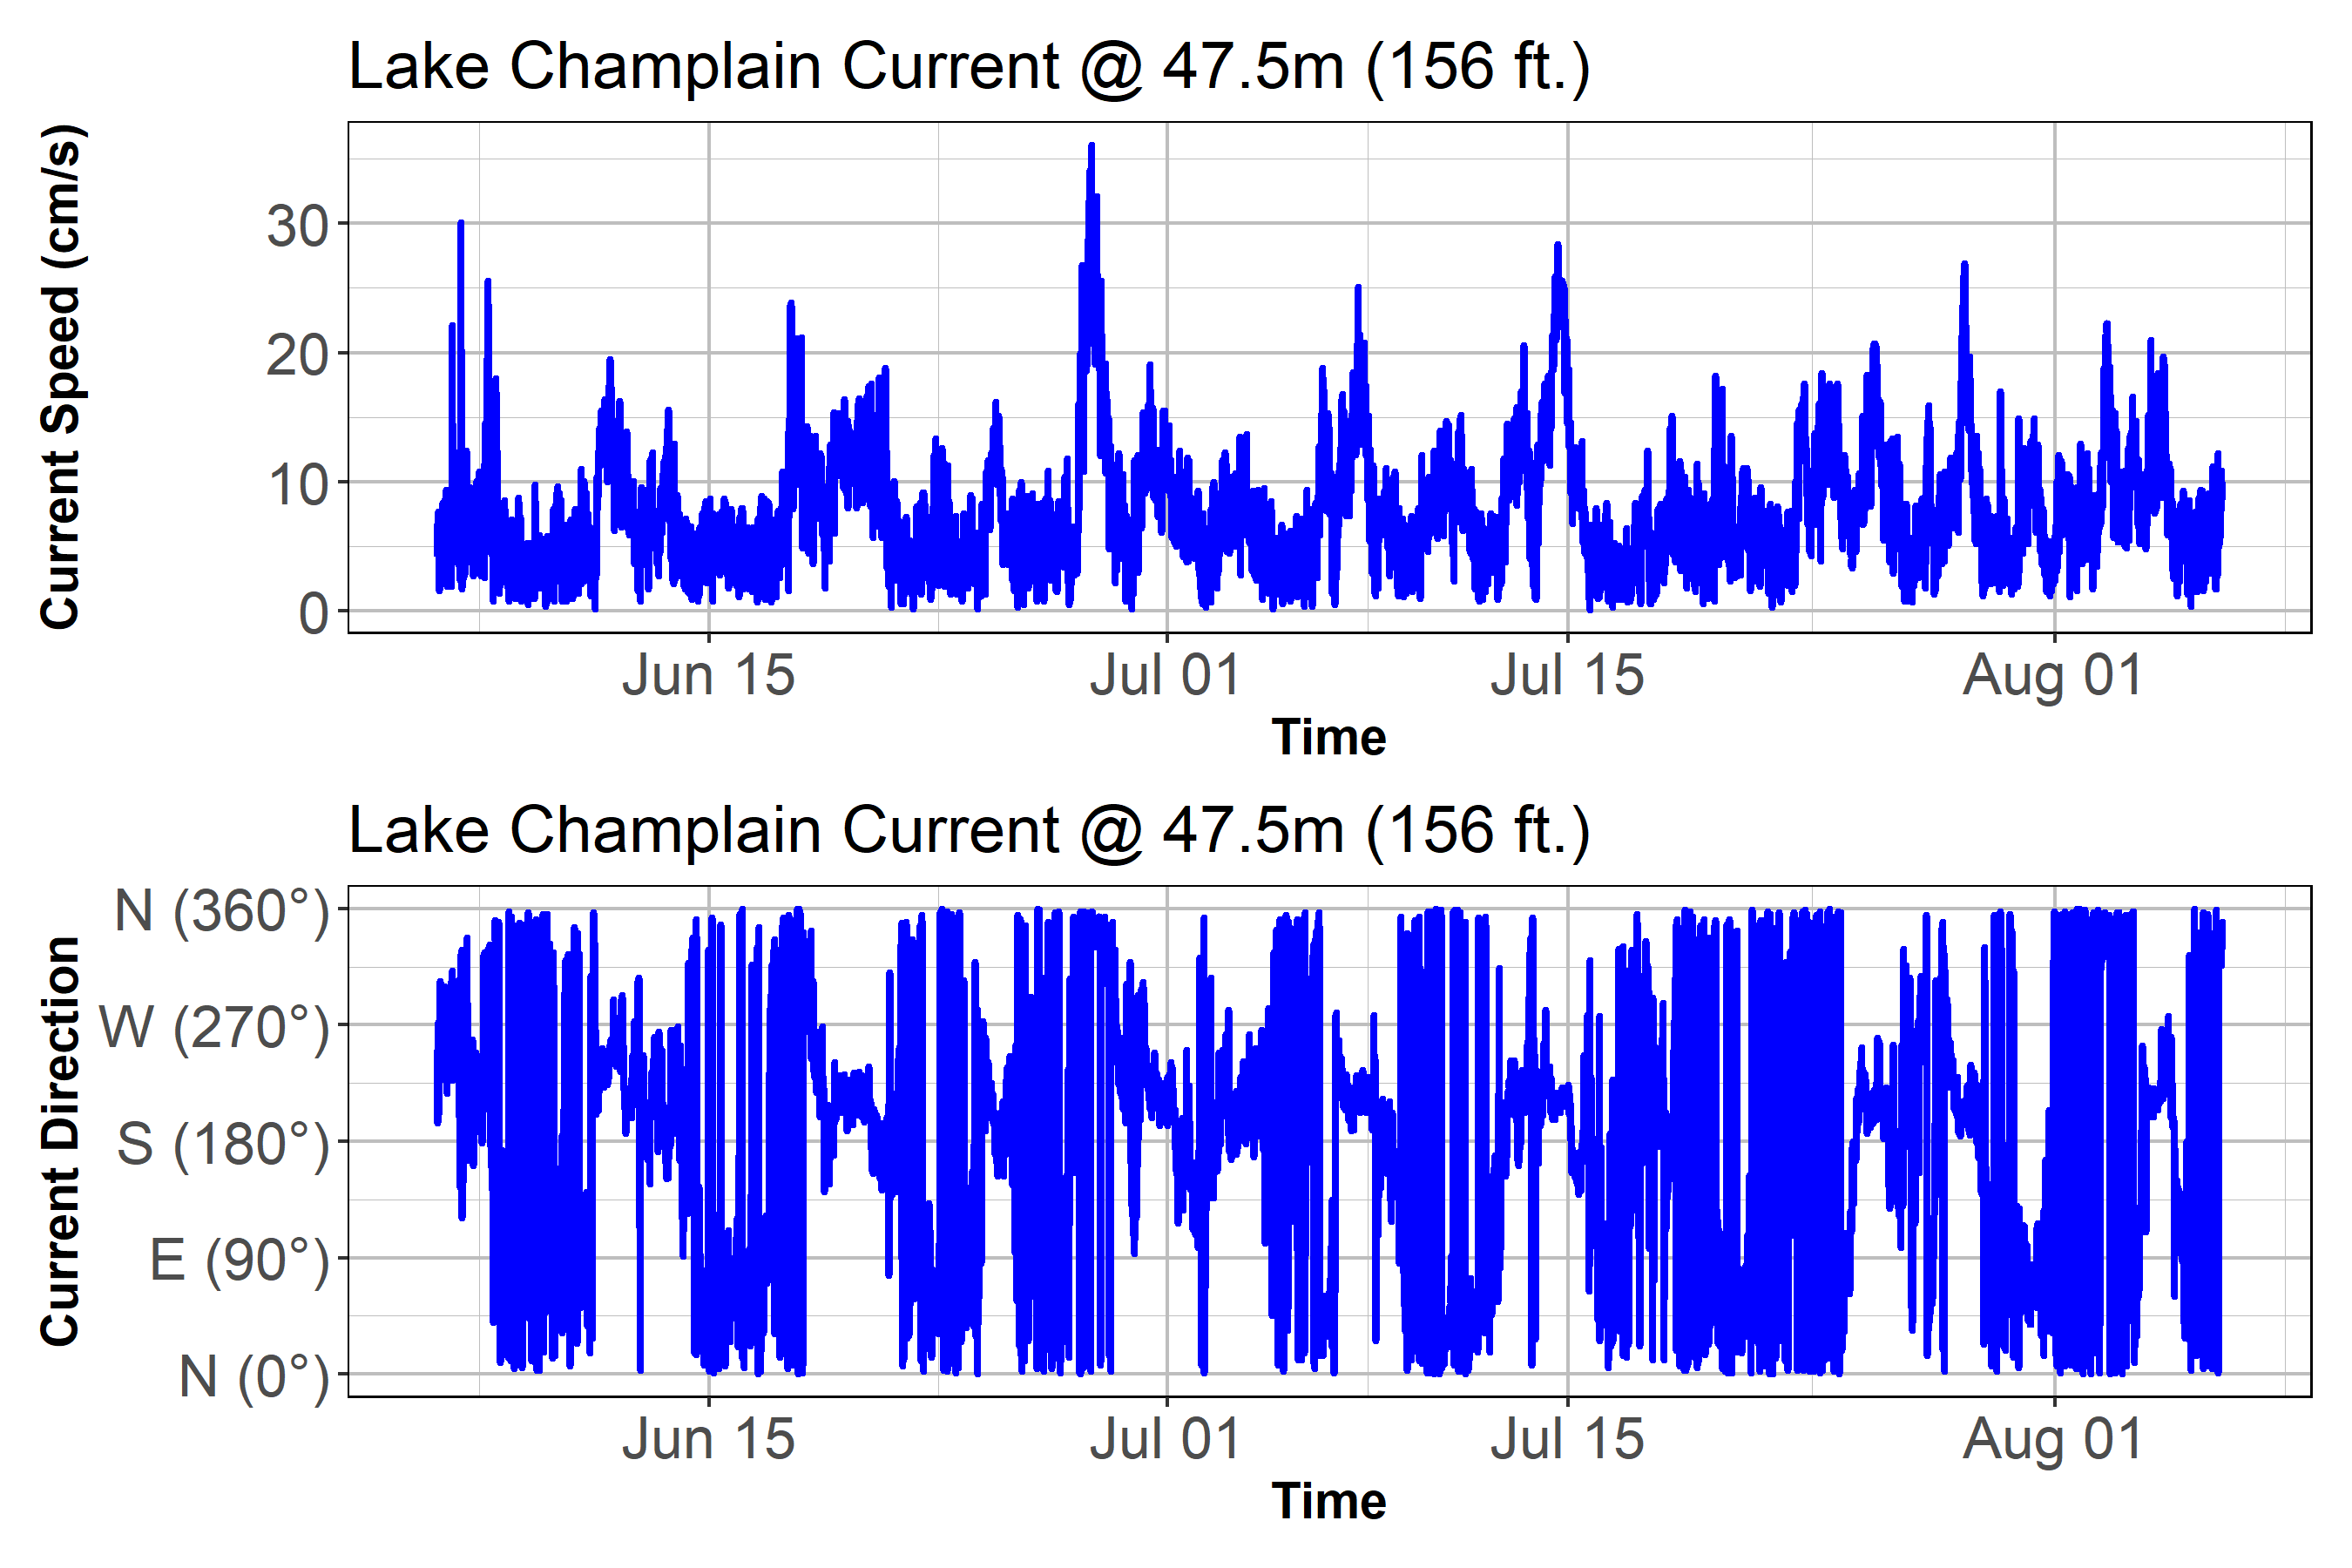 Lake Champlain Current @ 47.5m (156 ft.)
Current Speed (cm/s)
30
20
10
0
Jun 15 Jul 01 Jul 15 Aug 01
Time
Lake Champlain Current @ 47.5m (156 ft.)
Current Direction
N (360°)
W (270°)
S (180°)
E (90°)
N (0°)
Jun 15 Jul 01 Jul 15 Aug 01
Time